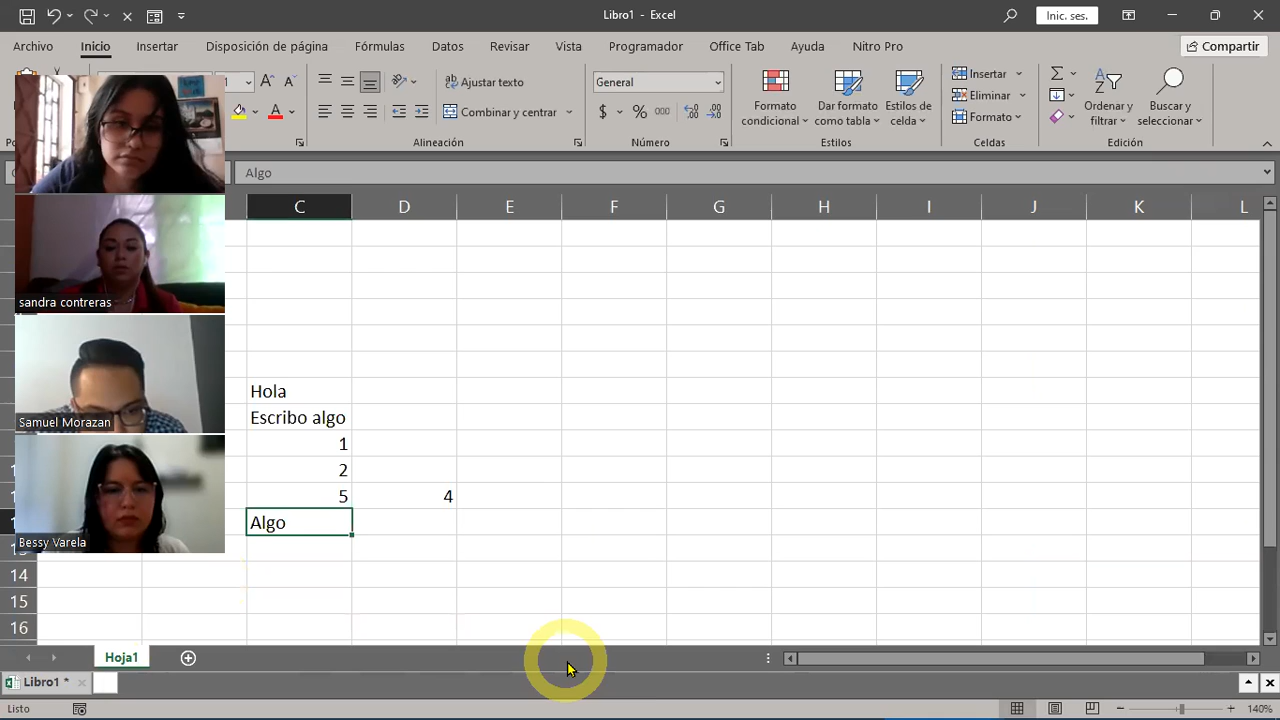 Libro1 - Excel
Inic. ses.
Archivo Inicio Insertar Disposición de página Fórmulas Datos Revisar Vista Programador Office Tab Ayuda Nitro Pro Compartir
Ajustar texto
General
Combinar y centrar
$ % 000
Formato condicional
Dar formato como tabla
Estilos de celda
Insertar
Eliminar
Formato
Ordenar y filtrar
Buscar y seleccionar
Alineación Número Estilos Celdas Edición
Algo
C D E F G H I J K L
Hola
Escribo algo
1
2
5 4
Algo
14
15
16
sandra contreras
Samuel Morazan
Bessy Varela
Hoja1
Libro1 *
Listo
140%